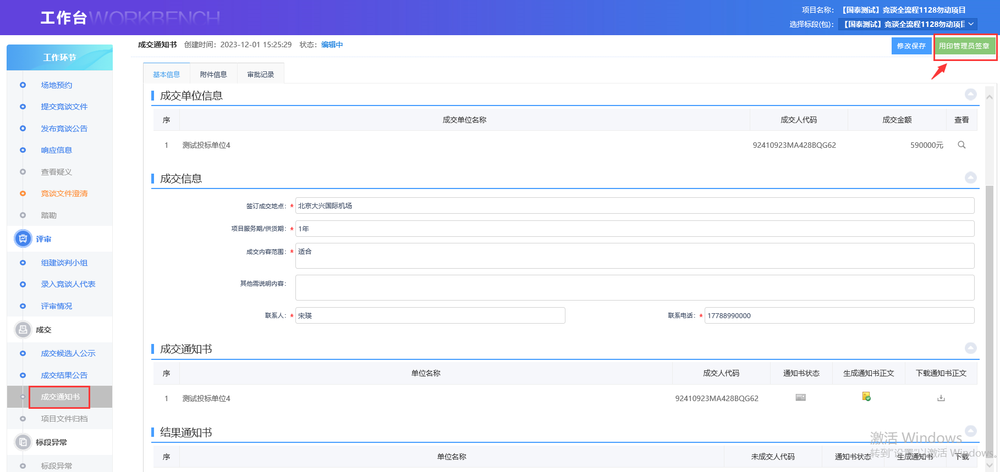 工作台WORKBENCH
项目名称： 【国泰测试】竞谈全流程1128勿动项目
选择标段(包)： 【国泰测试】竞谈全流程1128勿动项目
工作环节
场地预约
提交竞谈文件
发布竞谈公告
响应信息
查看疑义
竞谈文件澄清
踏勘
评审
组建谈判小组
录入竞谈人代表
评审情况
成交
成交候选人公示
成交结果公告
成交通知书
项目文件归档
标段异常
标段异常
成交通知书 创建时间：2023-12-01 15:25:29 状态：编辑中
修改保存 用印管理员签章
基本信息 附件信息 审批记录
成交单位信息
序 成交单位名称 成交人代码 成交金额 查看
1 测试投标单位4 92410923MA428BQG62 590000元
成交信息
签订成交地点：* 北京大兴国际机场
项目服务期/供货期：* 1年
成交内容范围：* 适合
其他需说明内容：
联系人：* 宋瑛 联系电话：* 17788990000
成交通知书
序 单位名称 成交人代码 通知书状态 生成通知书正文 下载通知书正文
1 测试投标单位4 92410923MA428BQG62
结果通知书
序 单位名称 未成交人代码 通知书状态 生成通知书 下载
激活 Windows
转到"设置"以激活 Windows。